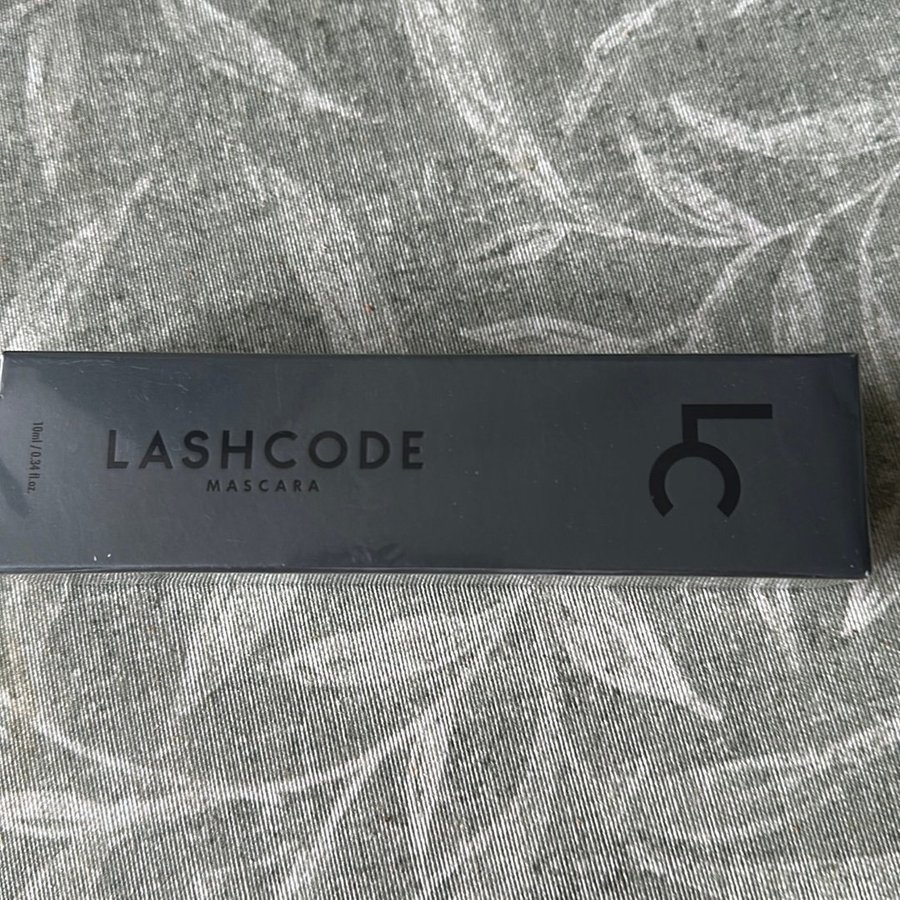 LASHCODE
MASCARA
LC
10ml / 0.34 fl.oz.